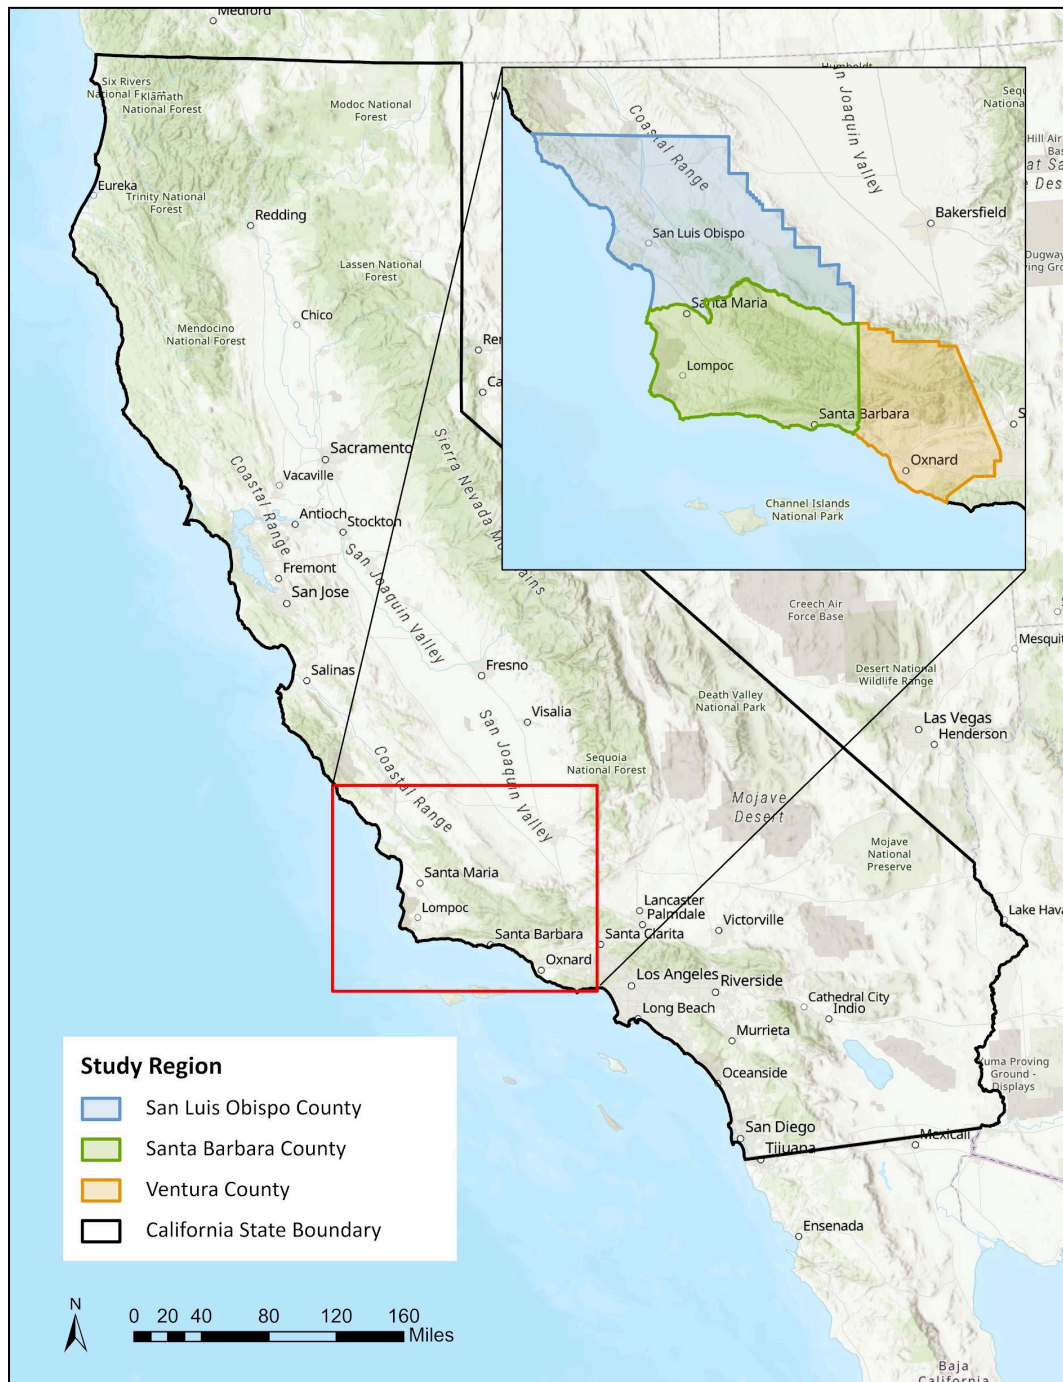 Medford
Six Rivers
National Forest
Klamath
National Forest
Modoc National
Forest
Eureka
Trinity National
Forest
Redding
Lassen National
Forest
Mendocino
National Forest
Chico
Sacramento
Vacaville
Antioch
Stockton
Coastal Range
Fremont
San Jose
San Joaquin Valley
Sierra Nevada Mo
ains
Salinas
Fresno
Visalia
San Joaquin Valley
Coastal Range
Sequoia
National Forest
Santa Maria
Lompoc
Santa Barbara
Oxnard
Coastal Range
San Luis Obispo
Santa Maria
Lompoc
Santa Barbara
Oxnard
n Joaquin Valley
Bakersfield
S
Channel Islands
National Park
Creech Air
Force Base
Mesquit
Desert National
Wildlife Range
Death Valley
National Park
Las Vegas
Henderson
Mojave
Desert
Mojave
National
Preserve
Lancaster
Palmdale
Victorville
Santa Clarita
Lake Hava
Los Angeles
Riverside
Long Beach
Cathedral City
Indio
Murrieta
Oceanside
Yuma Proving
Ground -
Displays
San Diego
Tijuana
Mexicali
Ensenada
Baja
California
Study Region
San Luis Obispo County
Santa Barbara County
Ventura County
California State Boundary
N
0 20 40 80 120 160
Miles